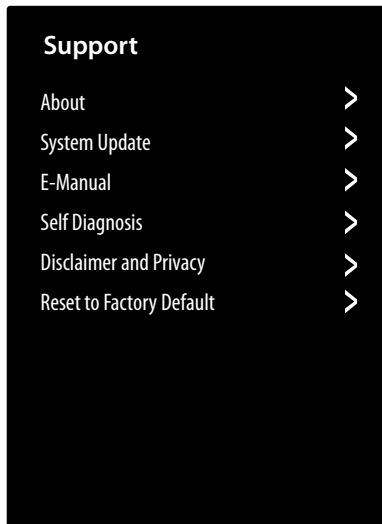 Support
About
System Update
E-Manual
Self Diagnosis
Disclaimer and Privacy
Reset to Factory Default